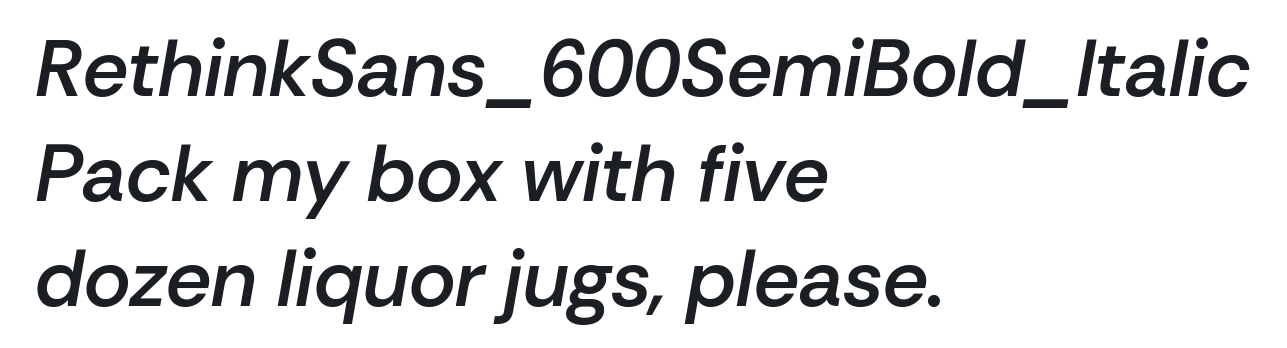 RethinkSans_600SemiBold_Italic
Pack my box with five
dozen liquor jugs, please.